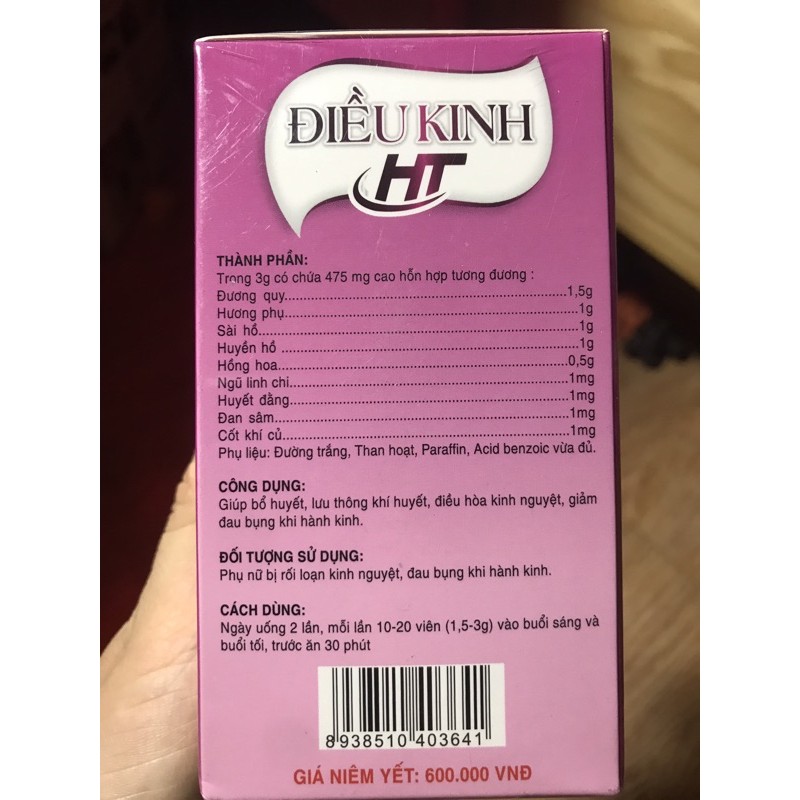 ĐIỀU KINH
HT
THÀNH PHẦN:
Trong 3g có chứa 475 mg cao hỗn hợp tương đương :
Đương quy.....................................................1,5g
Hương phụ.....................................................1g
Sài hồ.....................................................1g
Huyền hồ .....................................................1g
Hồng hoa.....................................................0,5g
Ngũ linh chi.....................................................1mg
Huyết đằng.....................................................1mg
Đan sâm.....................................................1mg
Cốt khí củ.....................................................1mg
Phụ liệu: Đường trắng, Than hoạt, Paraffin, Acid benzoic vừa đủ.
CÔNG DỤNG:
Giúp bổ huyết, lưu thông khí huyết, điều hòa kinh nguyệt, giảm
đau bụng khi hành kinh.
ĐỐI TƯỢNG SỬ DỤNG:
Phụ nữ bị rối loạn kinh nguyệt, đau bụng khi hành kinh.
CÁCH DÙNG:
Ngày uống 2 lần, mỗi lần 10-20 viên (1,5-3g) vào buổi sáng và
buổi tối, trước ăn 30 phút
8 938510 403641
GIÁ NIÊM YẾT: 600.000 VNĐ